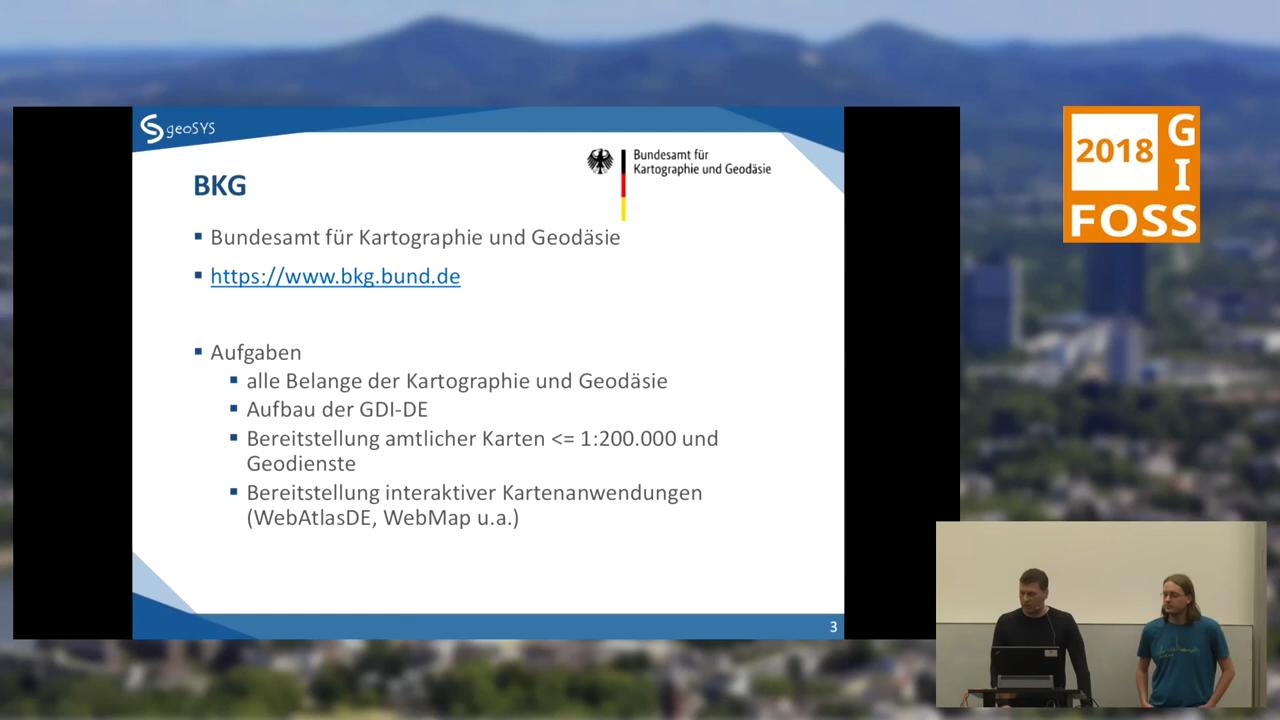 geoSYS
Bundesamt für
Kartographie und Geodäsie
BKG
Bundesamt für Kartographie und Geodäsie
https://www.bkg.bund.de
Aufgaben
alle Belange der Kartographie und Geodäsie
Aufbau der GDI-DE
Bereitstellung amtlicher Karten <= 1:200.000 und
Geodienste
Bereitstellung interaktiver Kartenanwendungen
(WebAtlasDE, WebMap u.a.)
3
2018
GI
FOSS